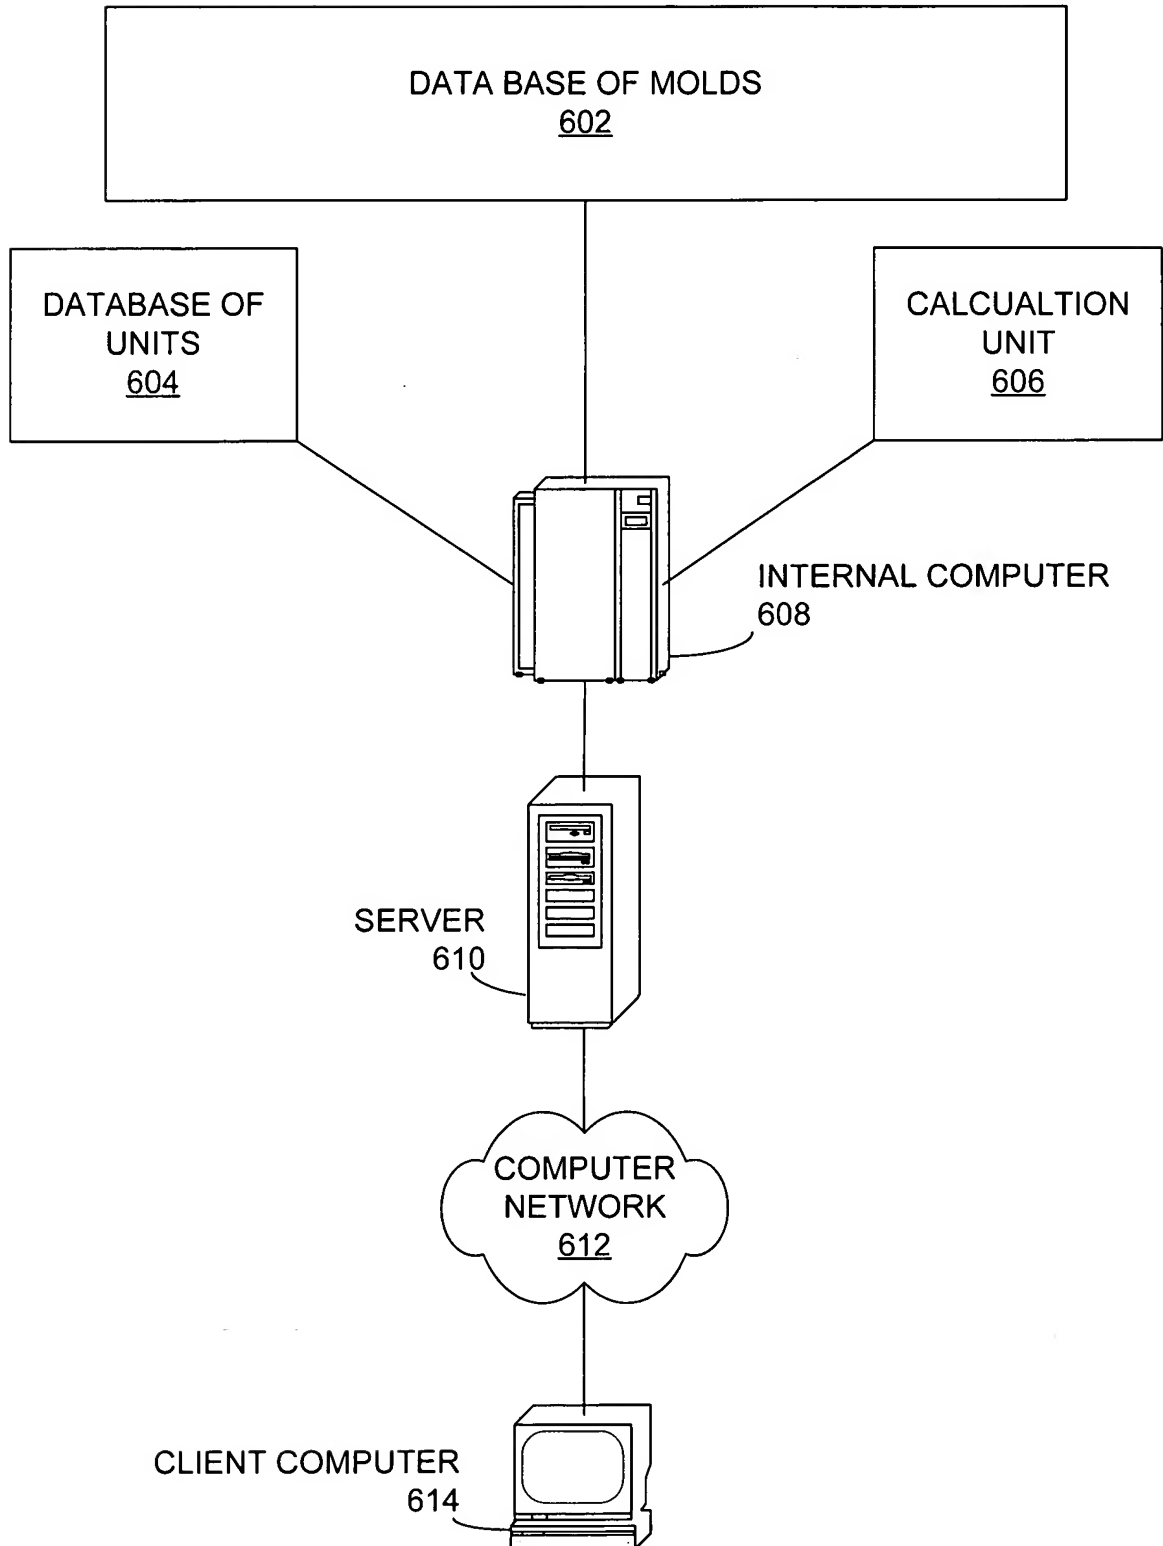 DATA BASE OF MOLDS
602
DATABASE OF
UNITS
604
CALCUALTION
UNIT
606
INTERNAL COMPUTER
608
SERVER
610
COMPUTER
NETWORK
612
CLIENT COMPUTER
614